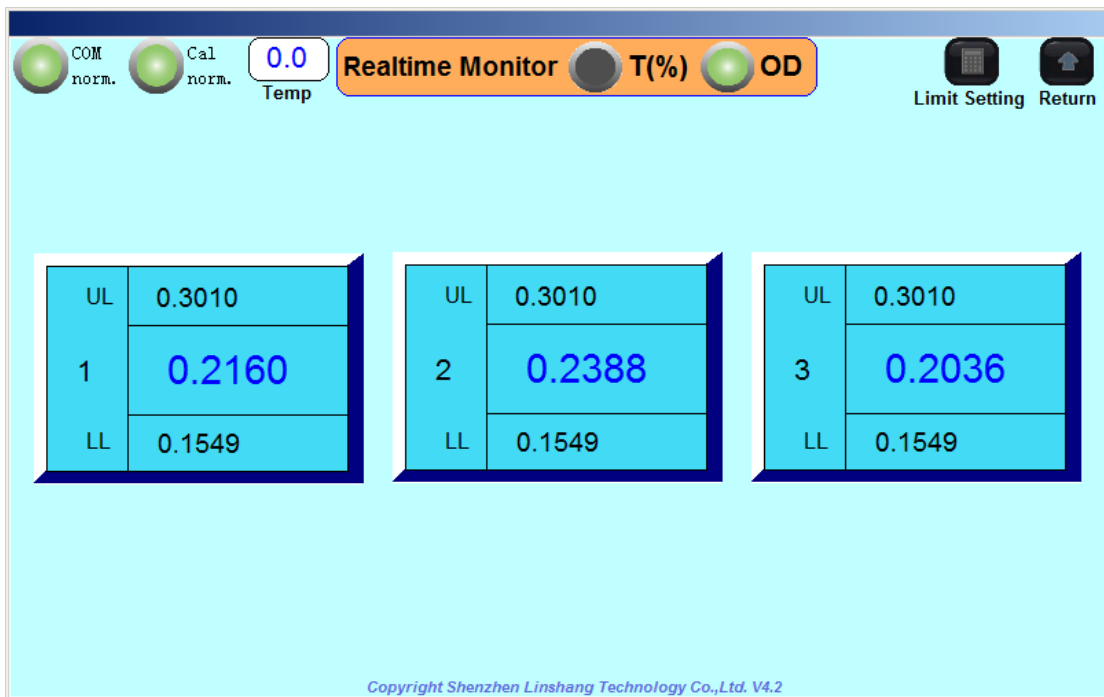 COM norm.
Cal norm.
0.0
Temp
Realtime Monitor T(%) OD
Limit Setting
Return
UL 0.3010
1 0.2160
LL 0.1549
UL 0.3010
2 0.2388
LL 0.1549
UL 0.3010
3 0.2036
LL 0.1549
Copyright Shenzhen Linshang Technology Co.,Ltd. V4.2